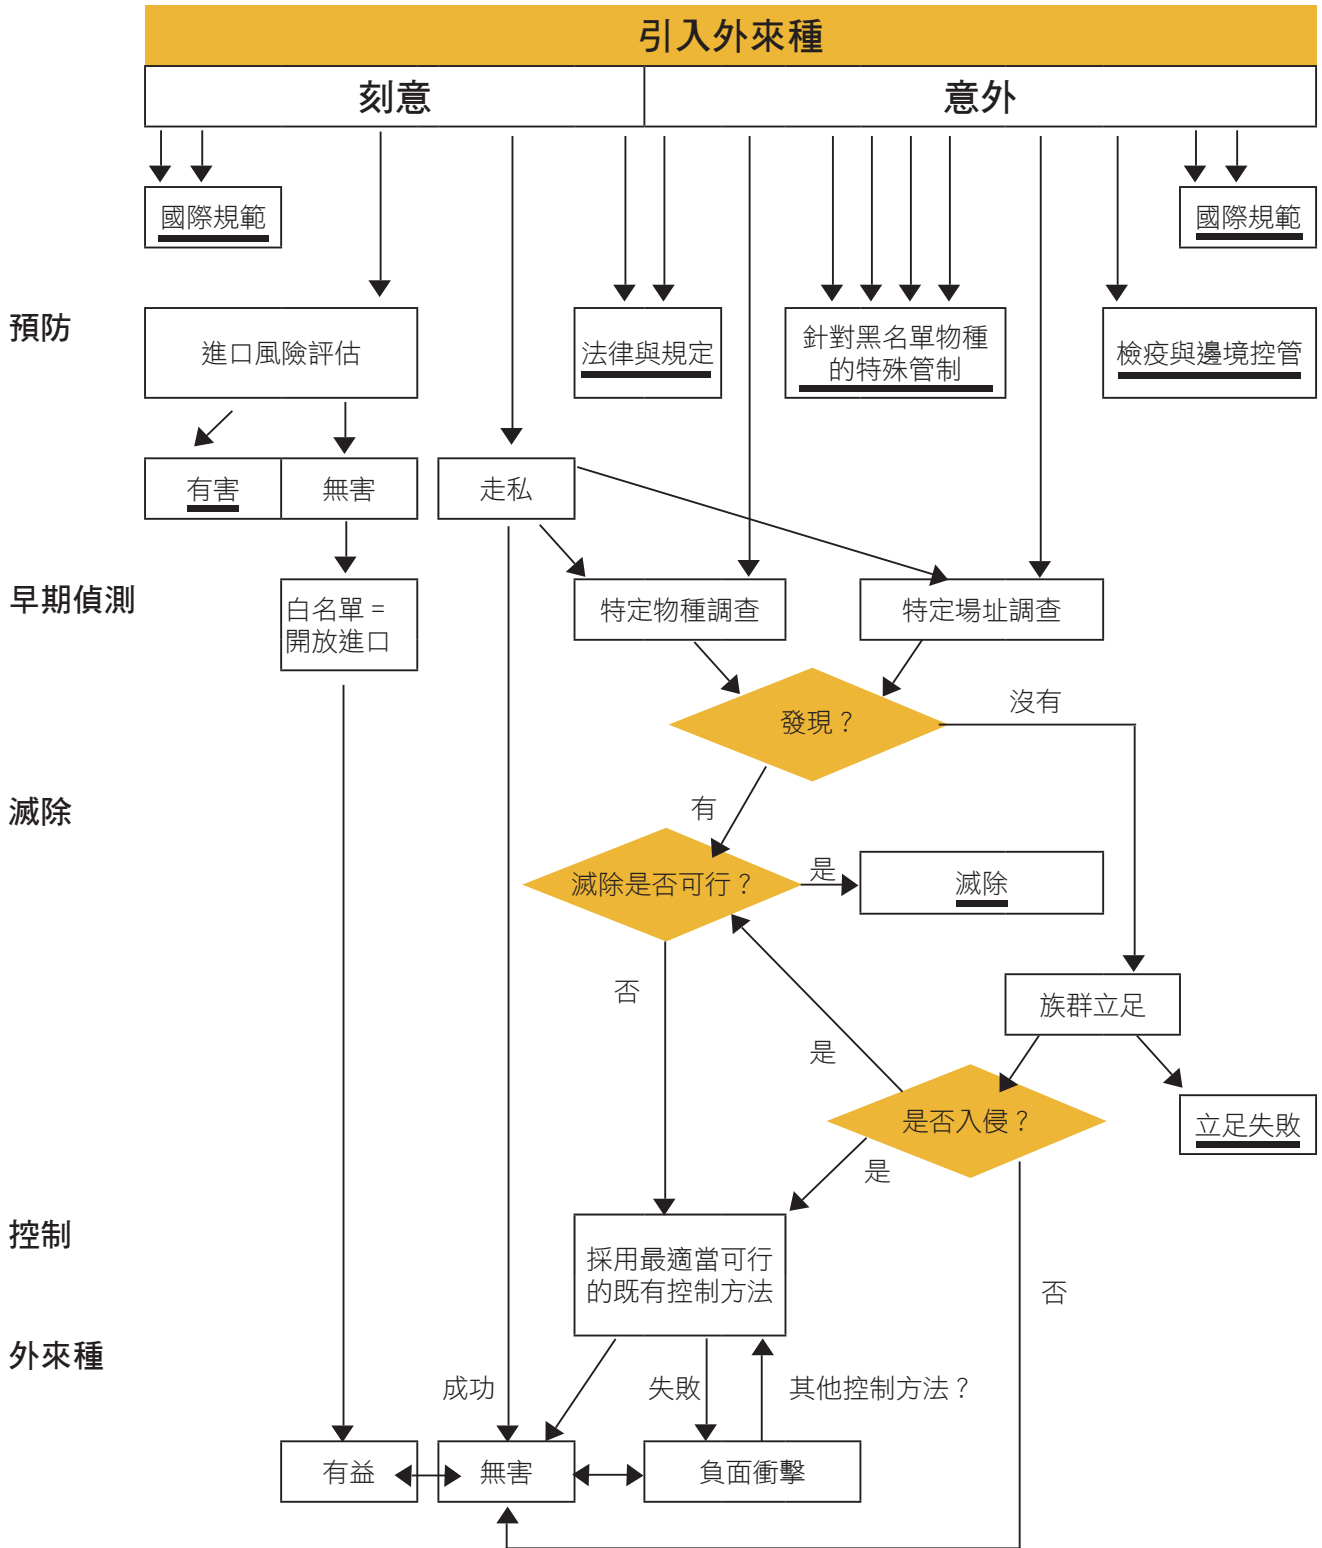 引入外來種
刻意
意外
國際規範
國際規範
預防
進口風險評估
法律與規定
針對黑名單物種
的特殊管制
檢疫與邊境控管
有害
無害
走私
早期偵測
白名單 =
開放進口
特定物種調查
特定場址調查
發現？
沒有
滅除
有
滅除是否可行？
是
滅除
否
族群立足
是
是否入侵？
立足失敗
是
控制
採用最適當可行
的既有控制方法
否
外來種
成功
失敗
其他控制方法？
有益
無害
負面衝擊